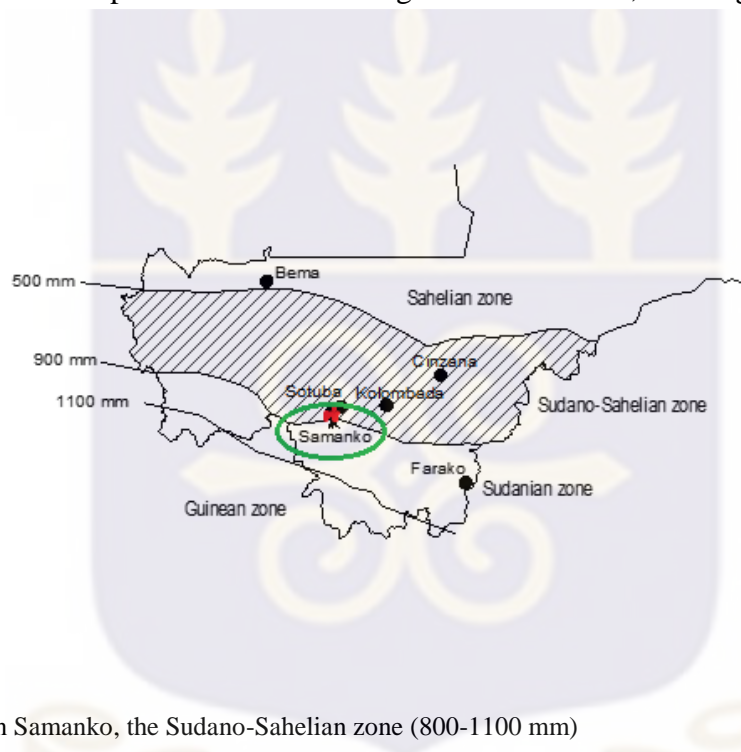 Bema
500 mm
Sahelian zone
900 mm
Cinzana
Sotuba
Kolombada
1100 mm
Sudano-Sahelian zone
Samanko
Farako
Sudanian zone
Guinean zone
Samanko, the Sudano-Sahelian zone (800-1100 mm)